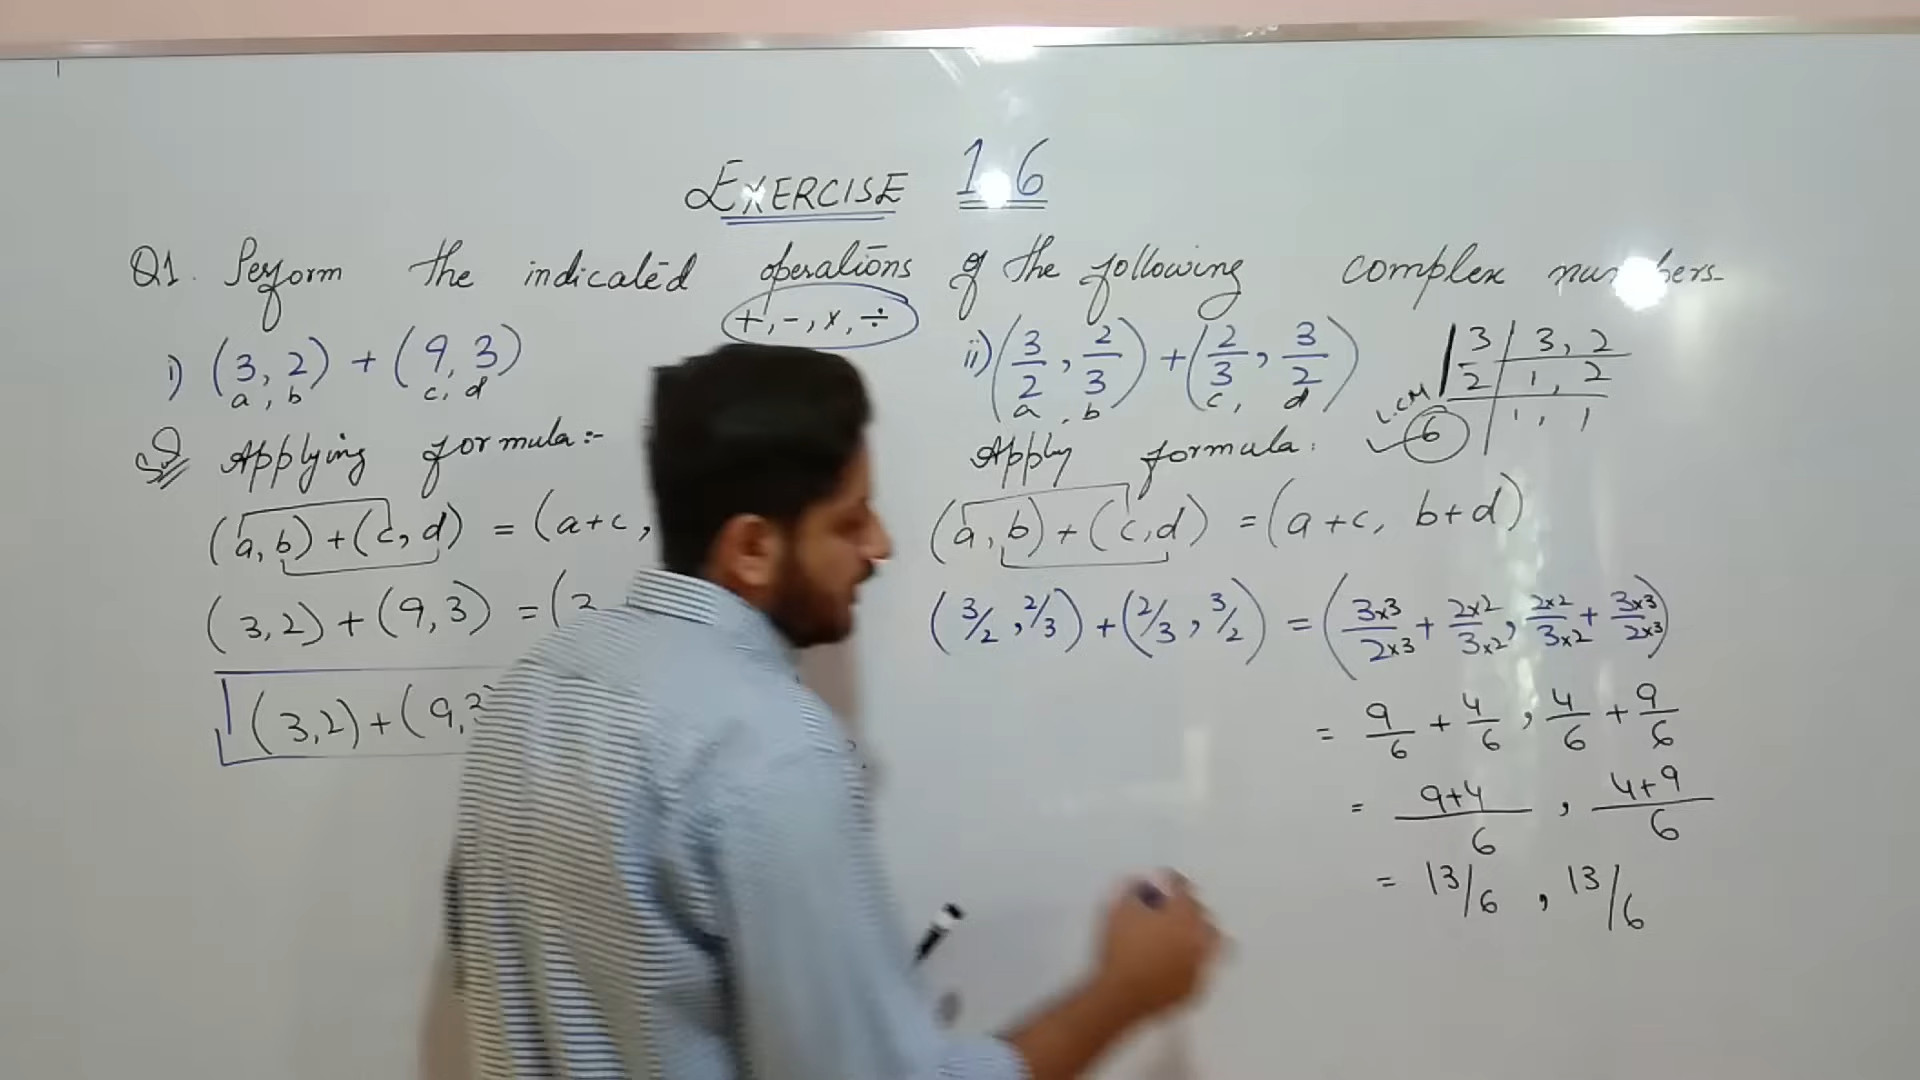 EXERCISE 1.6
Q1. Perform the indicated operations of the following complex numbers.
+, -, x, ÷
i) (3, 2) + (9, 3)
a, b c, d
Sol Applying formula:-
(a, b) + (c, d) = (a+c,
(3,2) + (9,3) = (3
(3,2) + (9,3
ii) (3/2, 2/3) + (2/3, 3/2)
a, b c, d
3 | 3, 2
2 | 1, 2
| 1, 1
L.CM 6
Apply formula:
(a, b) + (c,d) = (a+c, b+d)
(3/2, 2/3) + (2/3, 3/2) = (3x3/2x3 + 2x2/3x2, 2x2/3x2 + 3x3/2x3)
= 9/6 + 4/6, 4/6 + 9/6
= 9+4/6, 4+9/6
= 13/6, 13/6